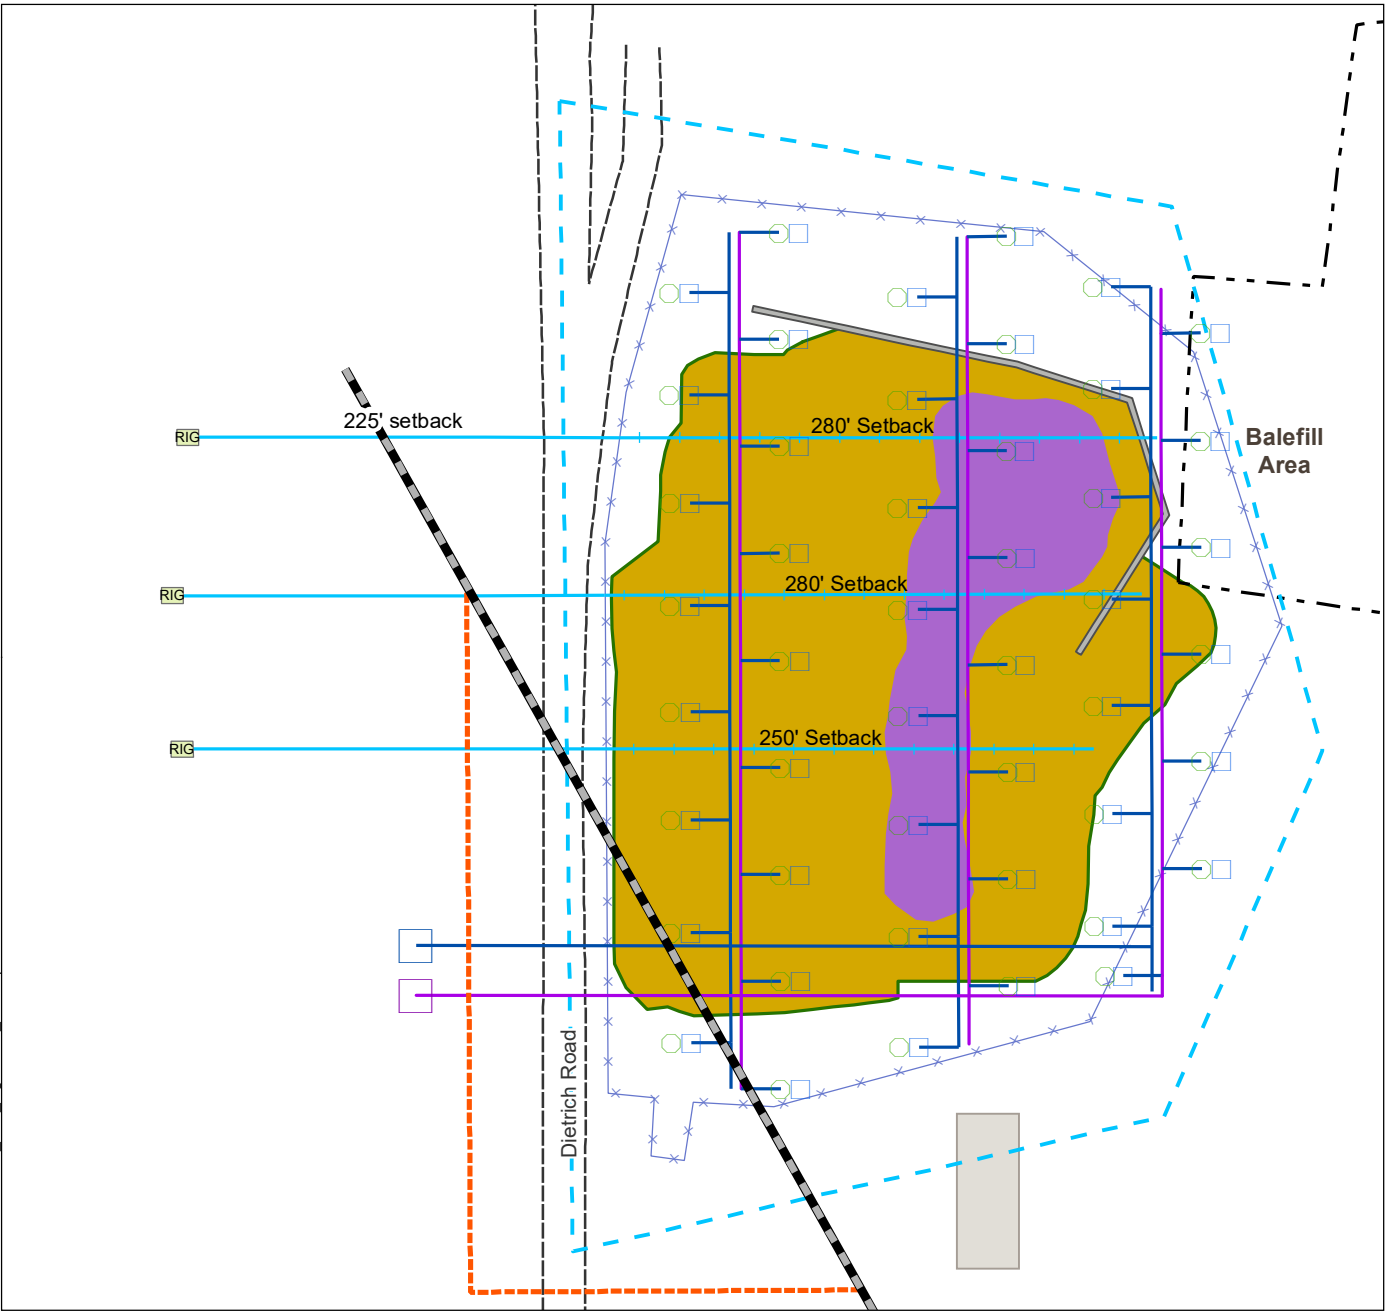 225' setback
RIG
280' Setback
Balefill
Area
280' Setback
RIG
250' Setback
RIG
Dietrich Road